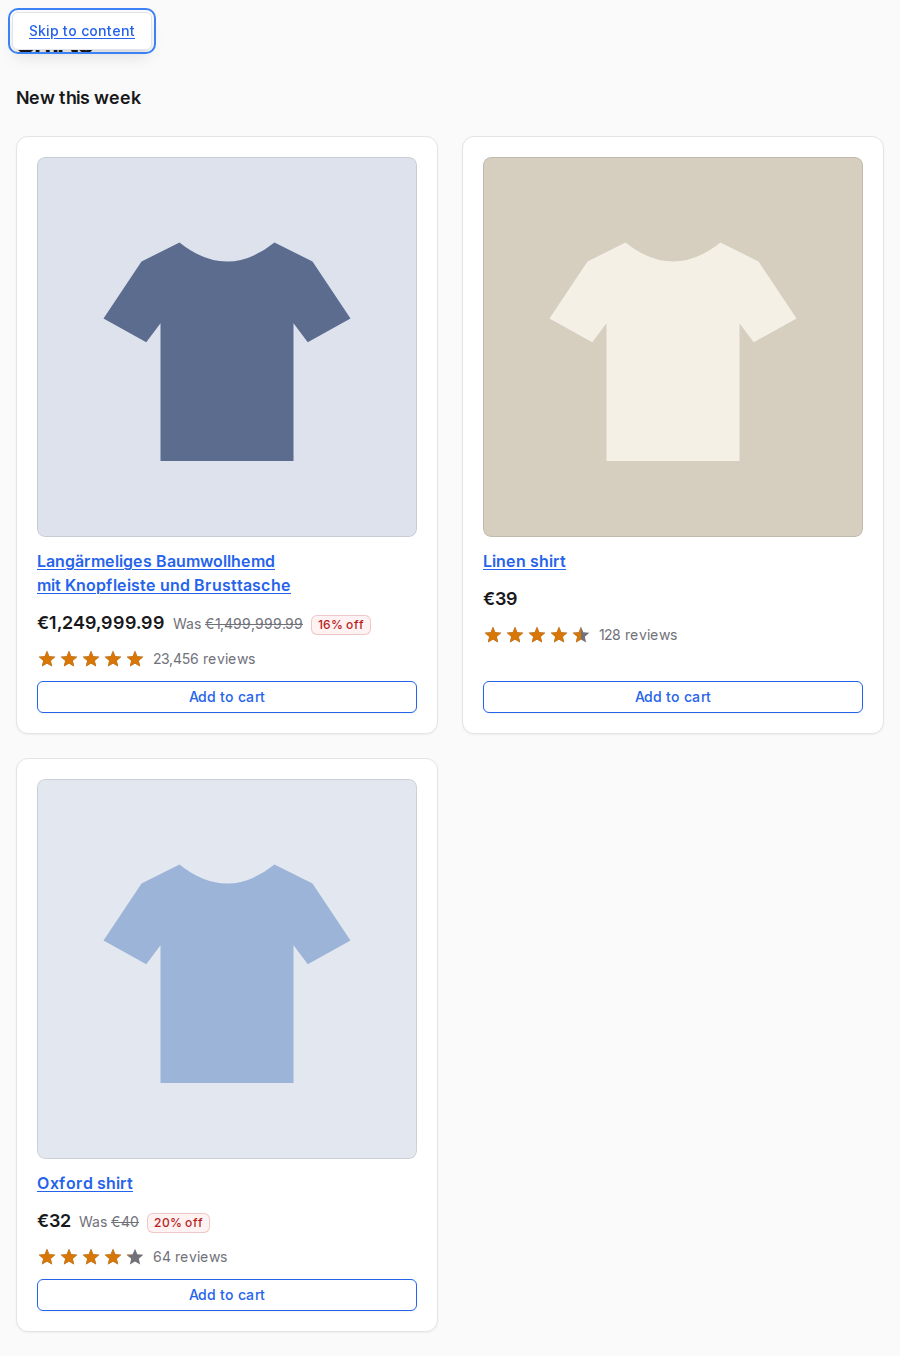 Skip to content
New this week
Langärmeliges Baumwollhemd
mit Knopfleiste und Brusttasche
€1,249,999.99 Was €1,499,999.99 16% off
23,456 reviews
Add to cart
Linen shirt
€39
128 reviews
Add to cart
Oxford shirt
€32 Was €40 20% off
64 reviews
Add to cart